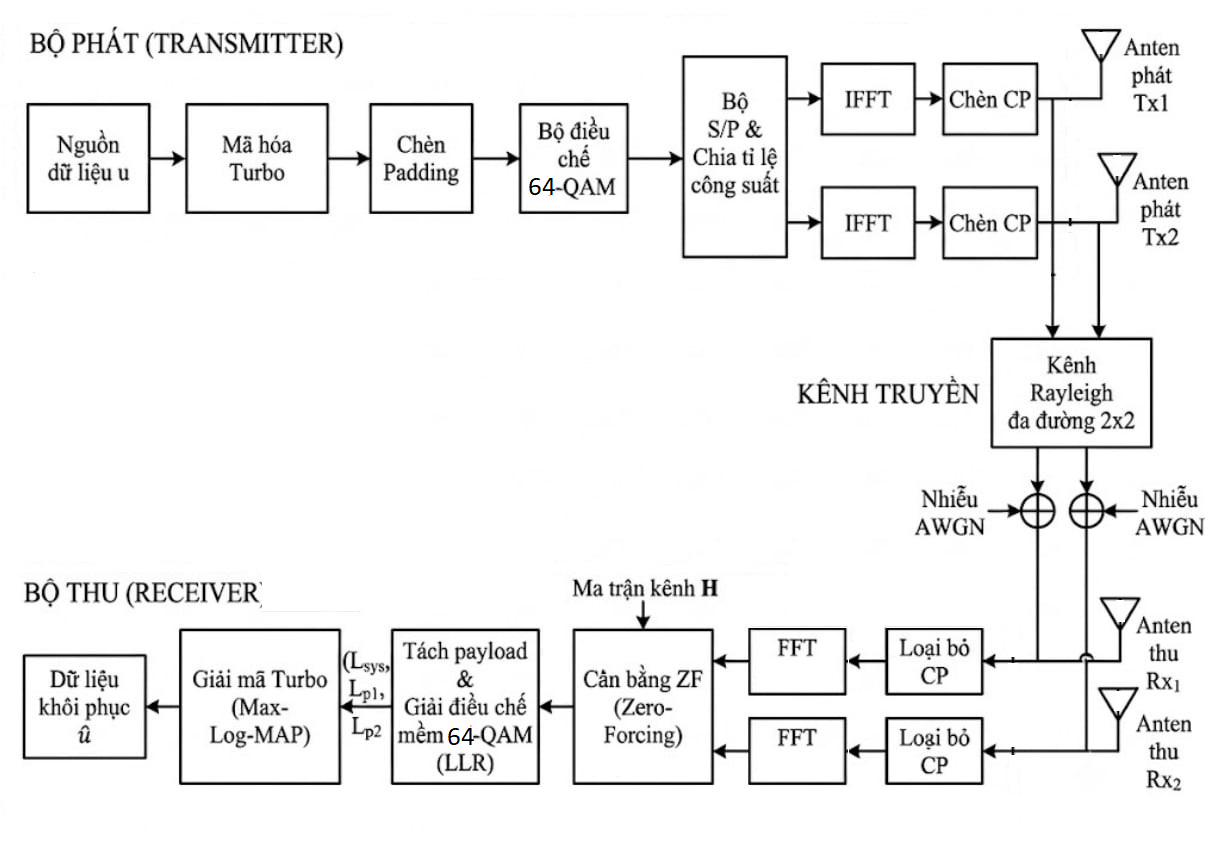 BỘ PHÁT (TRANSMITTER)
Nguồn
dữ liệu u
Mã hóa
Turbo
Chèn
Padding
Bộ điều
chế
64-QAM
Bộ
S/P &
Chia tỉ lệ
công suất
IFFT
Chèn CP
Anten
phát
Tx1
IFFT
Chèn CP
Anten
phát
Tx2
KÊNH TRUYỀN
Kênh
Rayleigh
đa đường 2x2
Nhiễu
AWGN
Nhiễu
AWGN
BỘ THU (RECEIVER)
Dữ liệu
khôi phục
û
Giải mã Turbo
(Max-
Log-MAP)
(Lsys,
Lp1,
Lp2
Tách payload
&
Giải điều chế
mềm 64-QAM
(LLR)
Ma trận kênh H
Cần bằng ZF
(Zero-
Forcing)
FFT
Loại bỏ
CP
Anten
thu
Rx1
FFT
Loại bỏ
CP
Anten
thu
Rx2